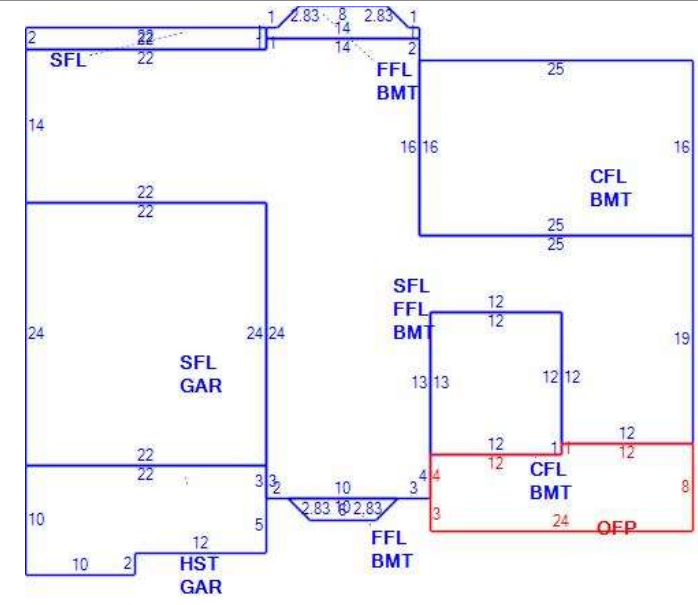 1 2.83 8 2.83 1
2 22 1 14 1
22 1 14 2
SFL
22
FFL
BMT
25
14
16 16 16
CFL
BMT
22
22
25
25
SFL
FFL
BMT
12
12
24 24 24
19
SFL
GAR
13 13 12 12
12
12 12 1 1 12
22
22
CFL
BMT
3 3 4 4 8
2 10 3
2.83 2.83 3
10 5 24 OFP
FFL
BMT
12
10 2 HST
GAR